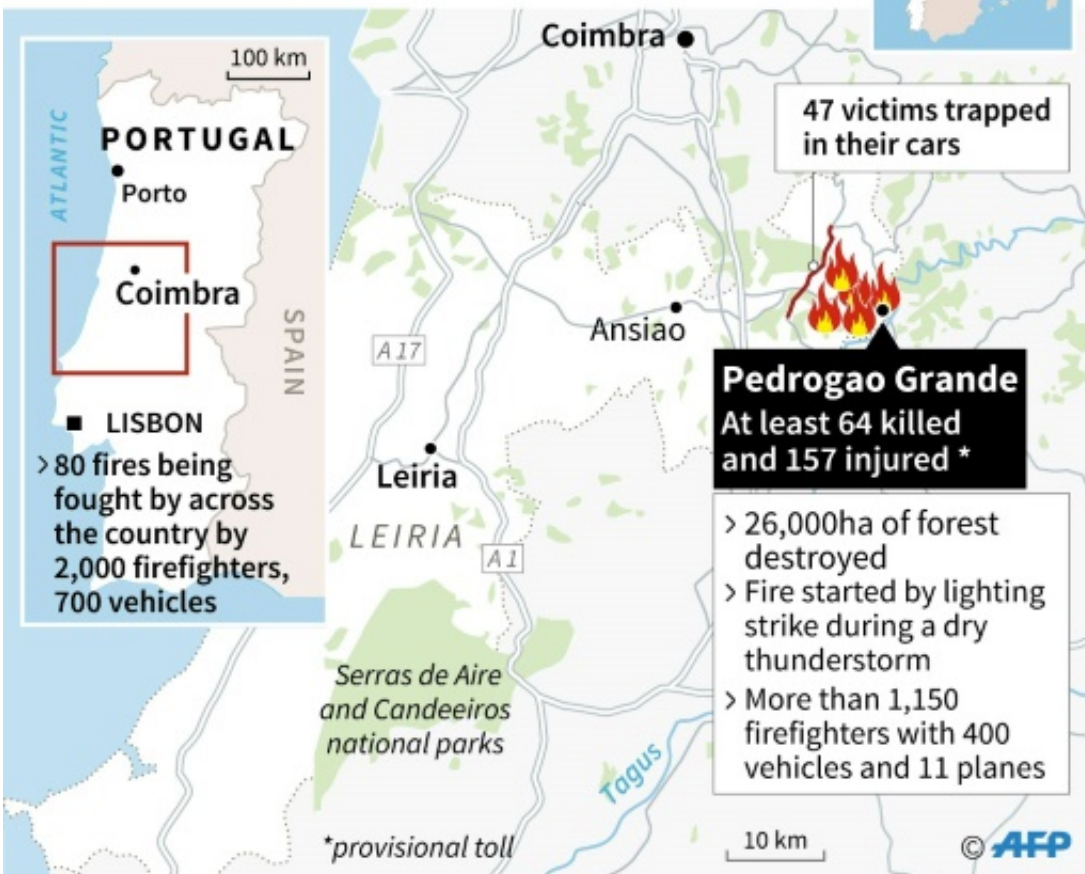 100 km
PORTUGAL
ATLANTIC
Porto
Coimbra
SPAIN
LISBON
> 80 fires being
fought by across
the country by
2,000 firefighters,
700 vehicles
Coimbra
47 victims trapped
in their cars
Ansiao
A 17
Pedrogao Grande
At least 64 killed
and 157 injured *
Leiria
LEIRIA
A 1
> 26,000ha of forest
destroyed
> Fire started by lighting
strike during a dry
thunderstorm
> More than 1,150
firefighters with 400
vehicles and 11 planes
Serras de Aire
and Candeeiros
national parks
Tagus
*provisional toll
10 km
© AFP